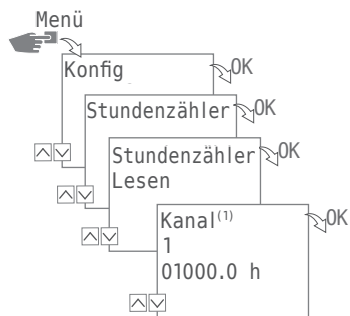 Menü
Konfig
OK
Stundenzähler
OK
Stundenzähler
Lesen
OK
Kanal(1)
1
01000.0 h
OK